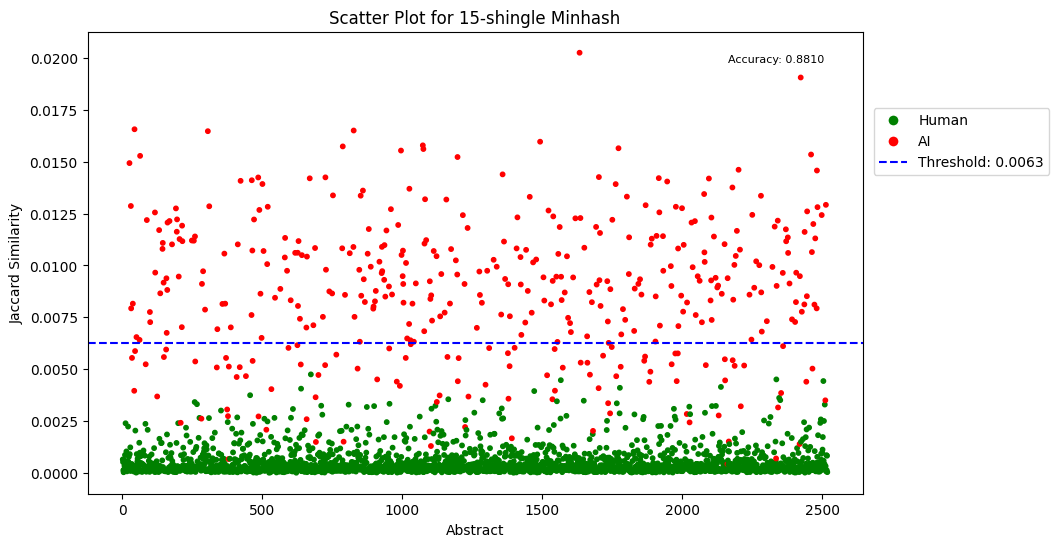 Scatter Plot for 15-shingle Minhash
Accuracy: 0.8810
Human
AI
Threshold: 0.0063
Jaccard Similarity
0.0200
0.0175
0.0150
0.0125
0.0100
0.0075
0.0050
0.0025
0.0000
0 500 1000 1500 2000 2500
Abstract